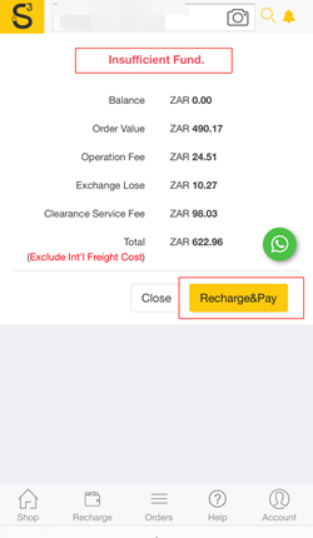 S³
Insufficient Fund.
Balance ZAR 0.00
Order Value ZAR 490.17
Operation Fee ZAR 24.51
Exchange Lose ZAR 10.27
Clearance Service Fee ZAR 98.03
Total ZAR 622.96
(Exclude Int'l Freight Cost)
Close Recharge&Pay
Shop Recharge Orders Help Account